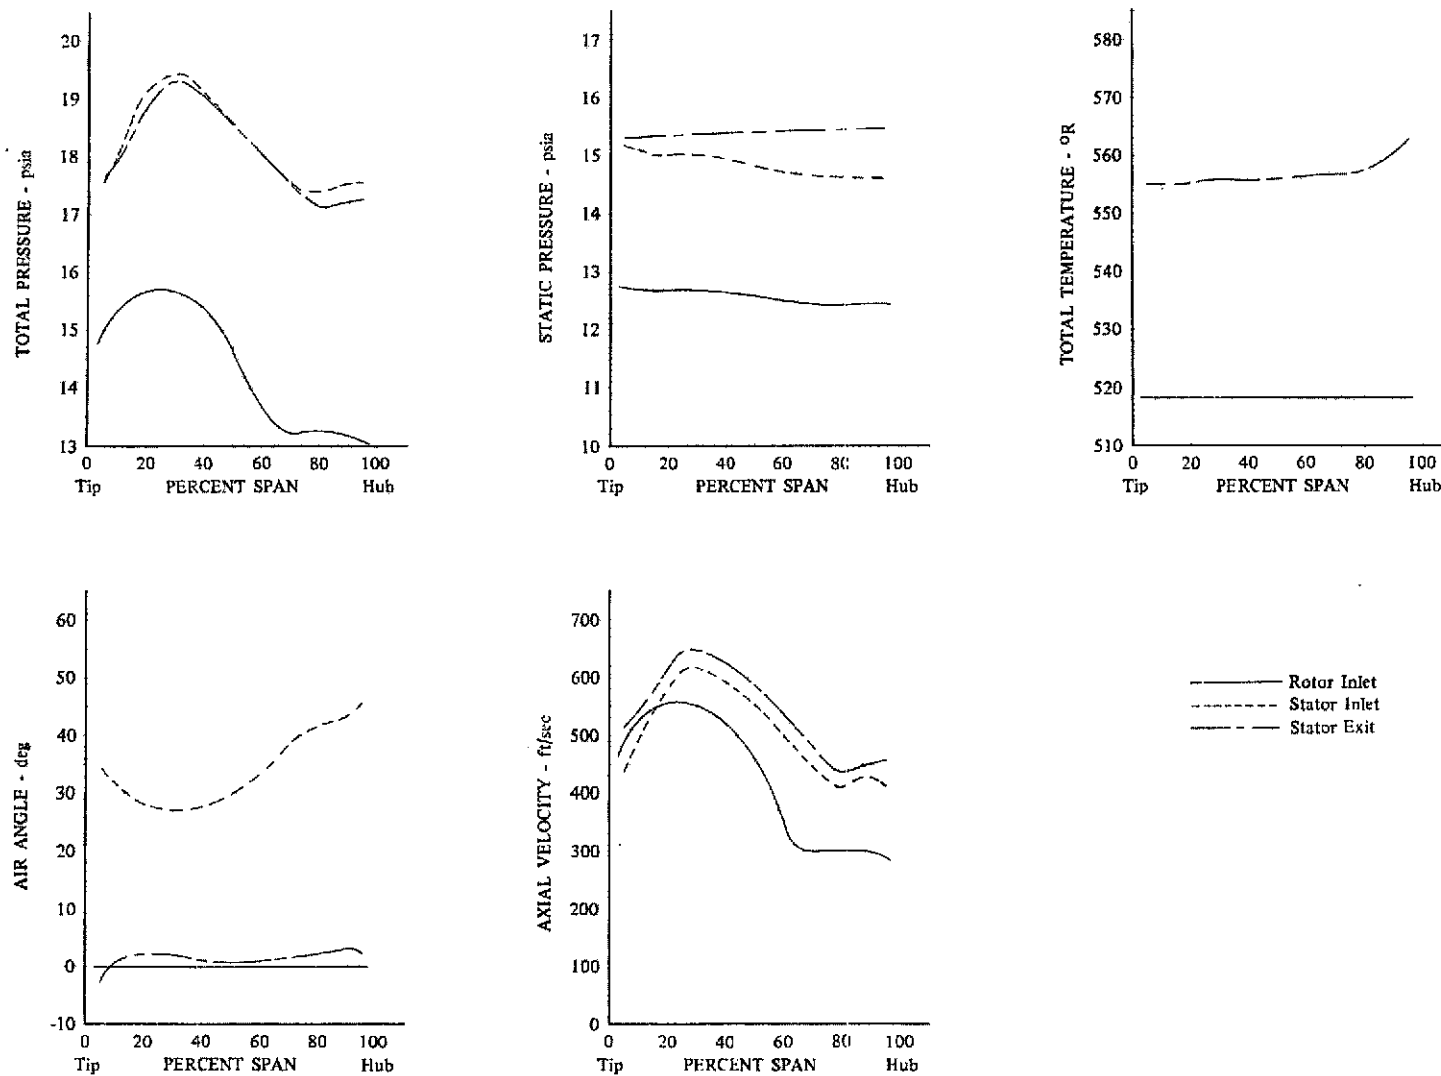 TOTAL PRESSURE - psia
20
19
18
17
16
15
14
13
0 20 40 60 80 100
Tip PERCENT SPAN Hub
STATIC PRESSURE - psia
17
16
15
14
13
12
11
10
0 20 40 60 80 100
Tip PERCENT SPAN Hub
TOTAL TEMPERATURE - °R
580
570
560
550
540
530
520
510
0 20 40 60 80 100
Tip PERCENT SPAN Hub
AIR ANGLE - deg
60
50
40
30
20
10
0
-10
0 20 40 60 80 100
Tip PERCENT SPAN Hub
AXIAL VELOCITY - ft/sec
700
600
500
400
300
200
100
0
0 20 40 60 80 100
Tip PERCENT SPAN Hub
Rotor Inlet
Stator Inlet
Stator Exit